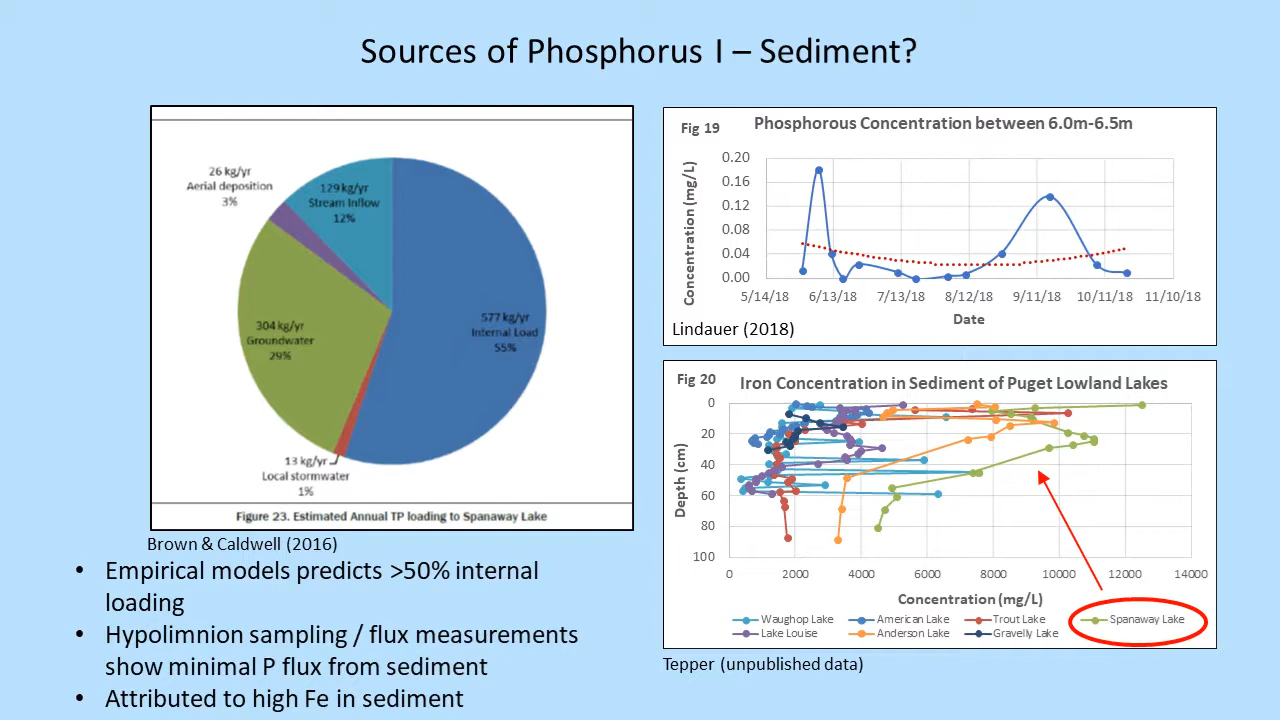 Sources of Phosphorus I – Sediment?
26 kg/yr
Aerial deposition
3%
129 kg/yr
Stream Inflow
12%
577 kg/yr
Internal Load
55%
304 kg/yr
Groundwater
29%
13 kg/yr
Local stormwater
1%
Figure 23. Estimated Annual TP loading to Spanaway Lake
Brown & Caldwell (2016)
• Empirical models predicts >50% internal
loading
• Hypolimnion sampling / flux measurements
show minimal P flux from sediment
• Attributed to high Fe in sediment
Fig 19
Phosphorous Concentration between 6.0m-6.5m
Concentration (mg/L)
0.20
0.16
0.12
0.08
0.04
0.00
5/14/18 6/13/18 7/13/18 8/12/18 9/11/18 10/11/18 11/10/18
Date
Lindauer (2018)
Fig 20
Iron Concentration in Sediment of Puget Lowland Lakes
Depth (cm)
0
20
40
60
80
100
0 2000 4000 6000 8000 10000 12000 14000
Concentration (mg/L)
Waughop Lake American Lake Trout Lake Spanaway Lake
Lake Louise Anderson Lake Gravelly Lake
Tepper (unpublished data)